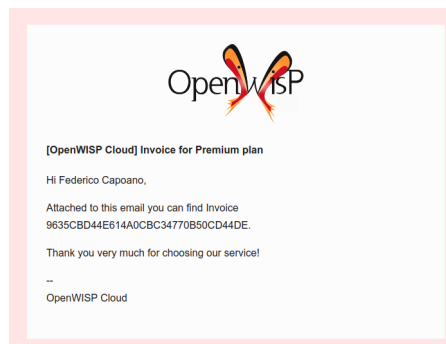 OpenWISP
[OpenWISP Cloud] Invoice for Premium plan
Hi Federico Capoano,
Attached to this email you can find Invoice
9635CBD44E614A0CBC34770B50CD44DE.
Thank you very much for choosing our service!
--
OpenWISP Cloud